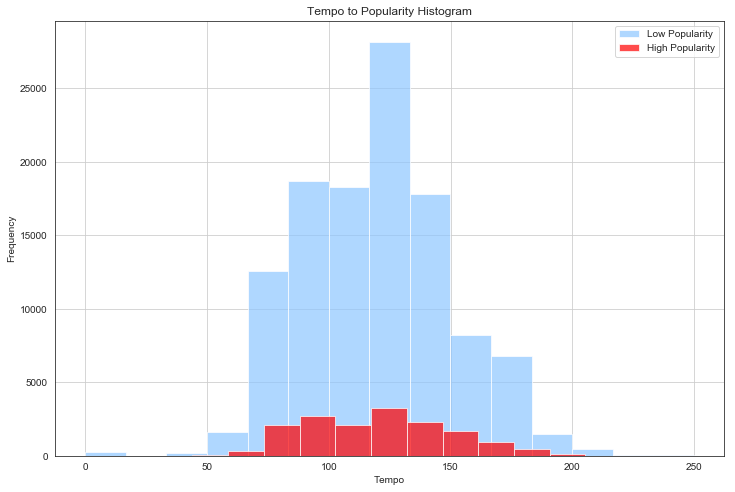 Tempo to Popularity Histogram
Low Popularity
High Popularity
25000
20000
15000
10000
5000
0
Frequency
0 50 100 150 200 250
Tempo